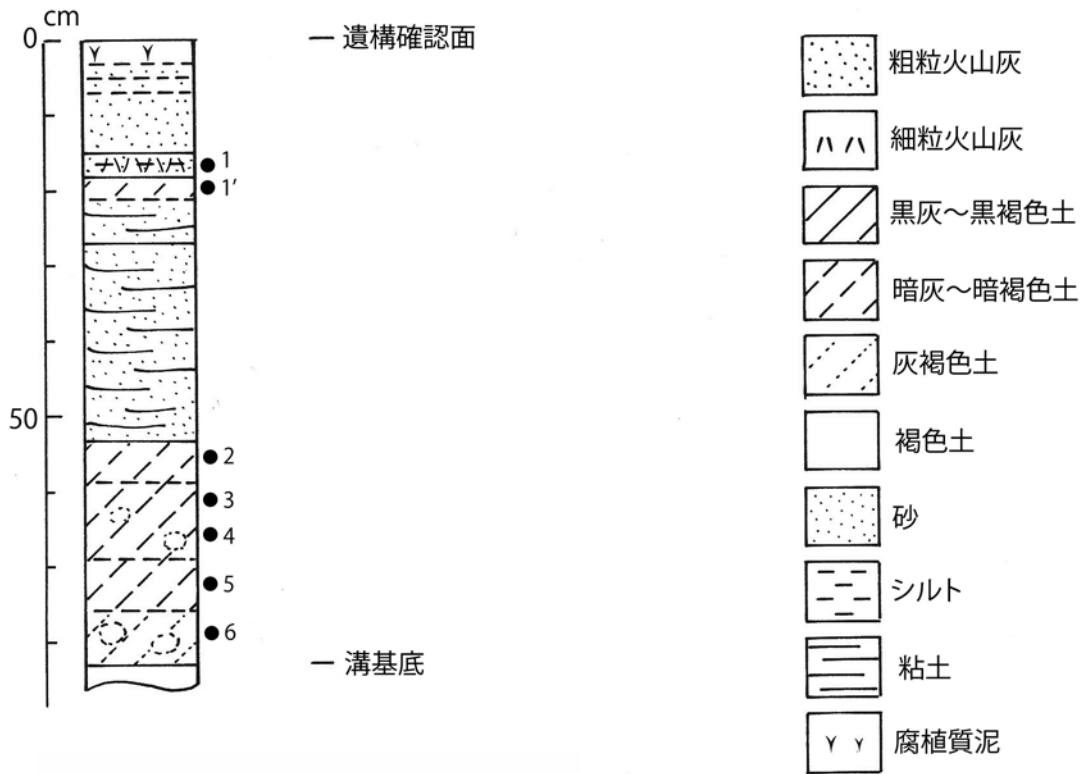 cm
0
遺構確認面
1
1'
50
2
3
4
5
6
溝基底
粗粒火山灰
細粒火山灰
黒灰～黒褐色土
暗灰～暗褐色土
灰褐色土
褐色土
砂
シルト
粘土
腐植質泥